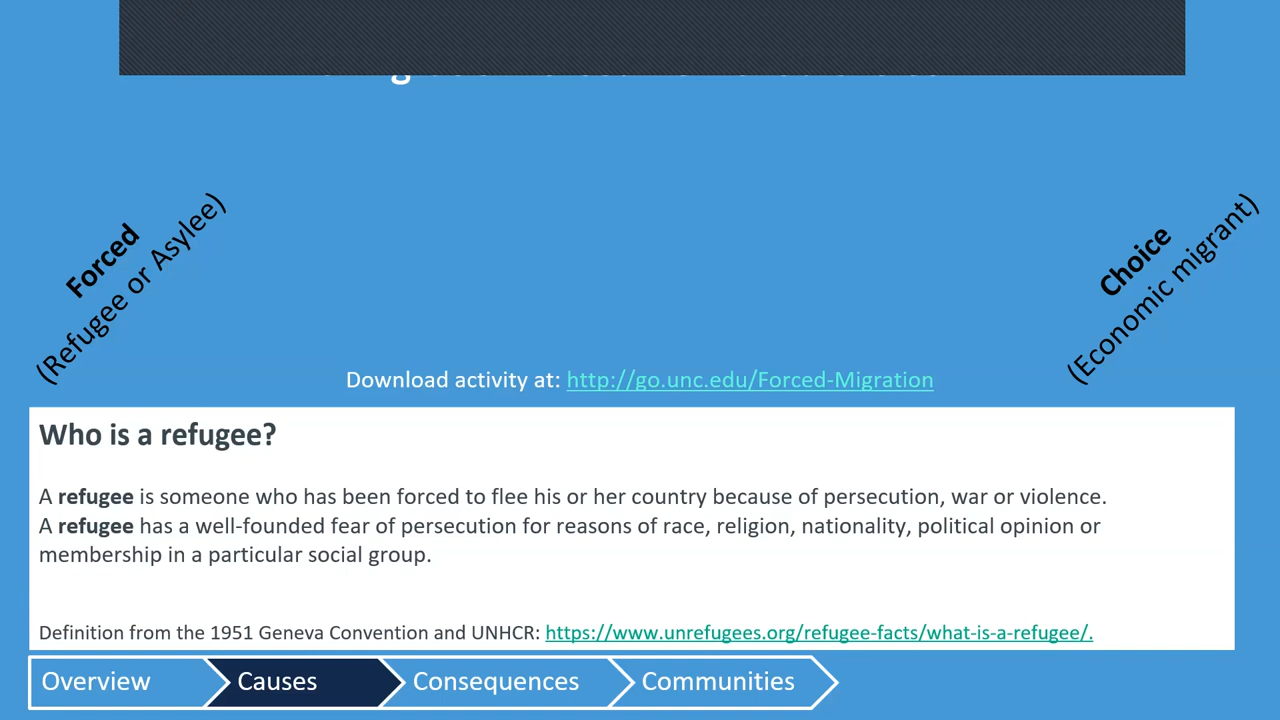 Forced
(Refugee or Asylee)
Choice
(Economic migrant)
Download activity at: http://go.unc.edu/Forced-Migration
Who is a refugee?
A refugee is someone who has been forced to flee his or her country because of persecution, war or violence.
A refugee has a well-founded fear of persecution for reasons of race, religion, nationality, political opinion or
membership in a particular social group.
Definition from the 1951 Geneva Convention and UNHCR: https://www.unrefugees.org/refugee-facts/what-is-a-refugee/.
Overview
Causes
Consequences
Communities